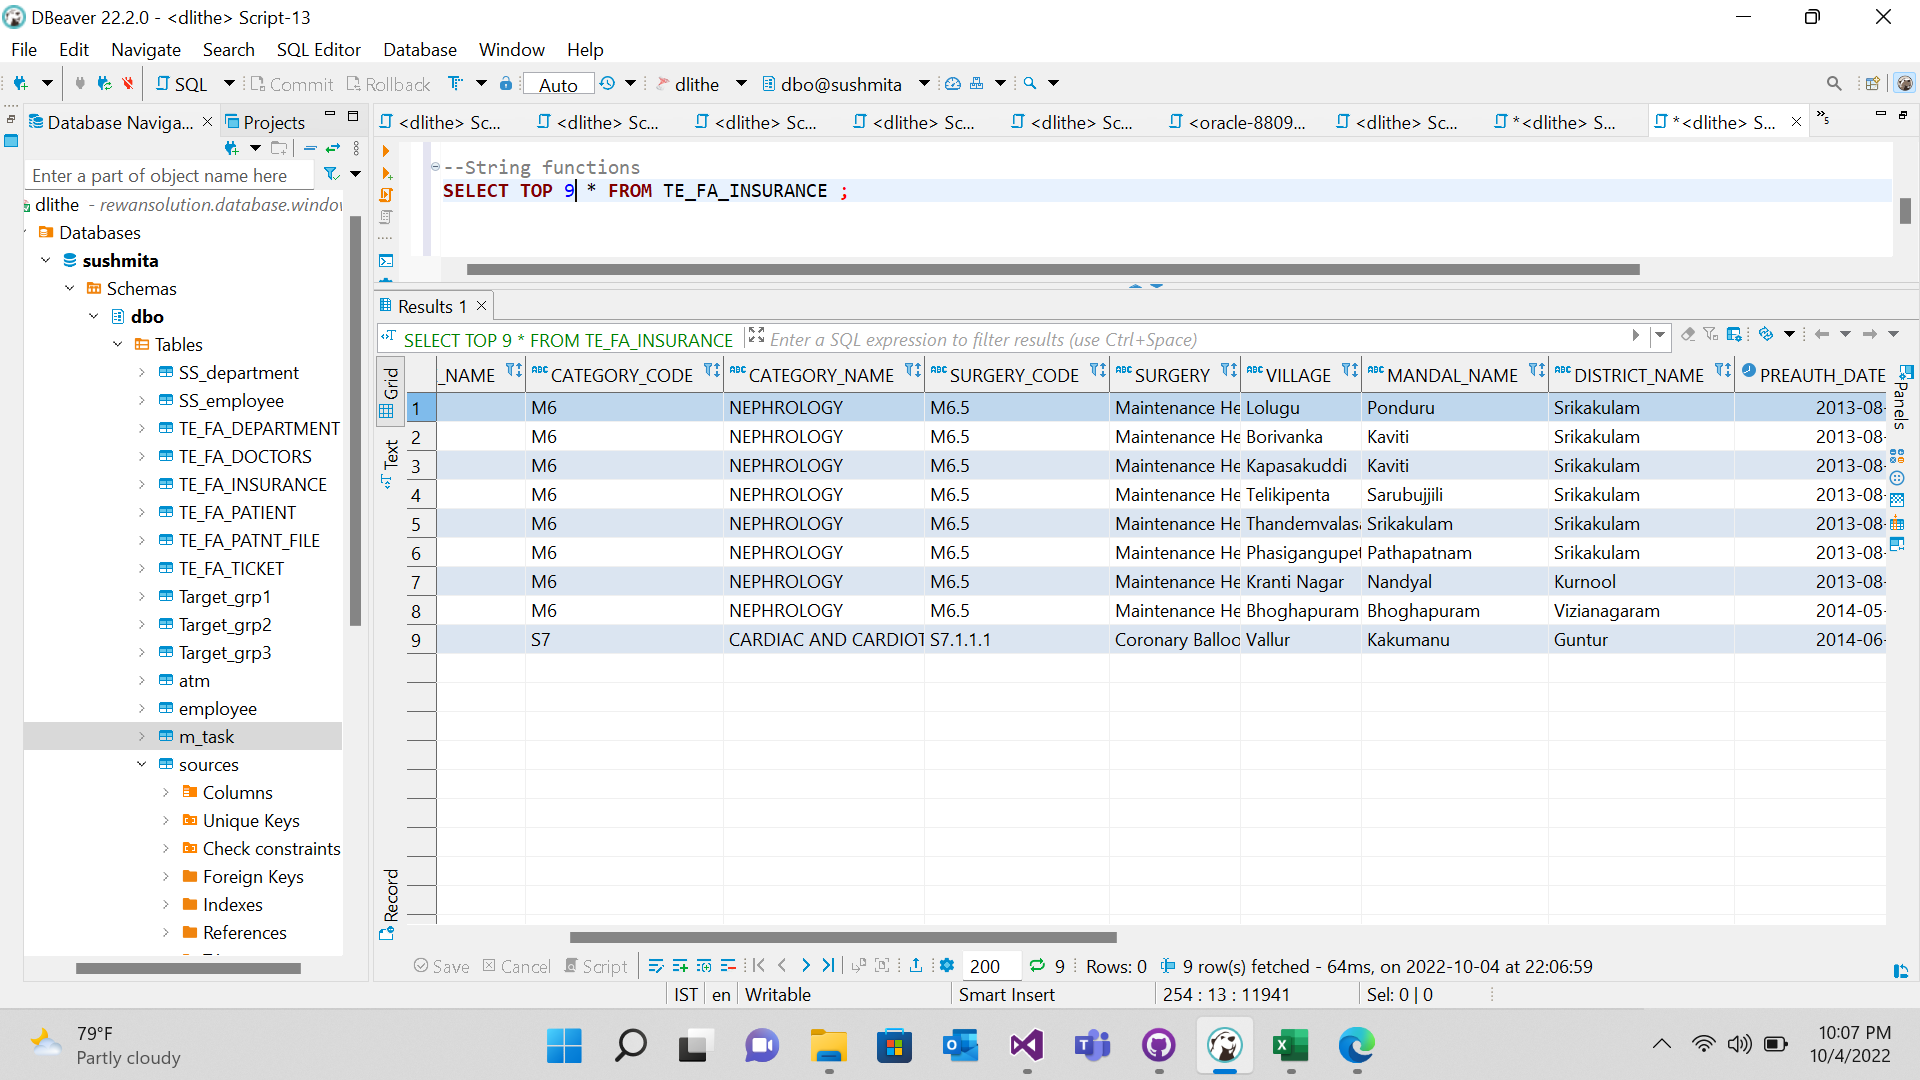 DBeaver 22.2.0 - <dlithe> Script-13
File Edit Navigate Search SQL Editor Database Window Help
SQL Commit Rollback Auto dlithe dbo@sushmita
Database Naviga... Projects
<dlithe> Sc... <dlithe> Sc... <dlithe> Sc... <dlithe> Sc... <dlithe> Sc... <oracle-8809... <dlithe> Sc... *<dlithe> S... *<dlithe> S... »5
Enter a part of object name here
dlithe - rewansolution.database.windov
Databases
sushmita
Schemas
dbo
Tables
SS_department
SS_employee
TE_FA_DEPARTMENT
TE_FA_DOCTORS
TE_FA_INSURANCE
TE_FA_PATIENT
TE_FA_PATNT_FILE
TE_FA_TICKET
Target_grp1
Target_grp2
Target_grp3
atm
employee
m_task
sources
Columns
Unique Keys
Check constraints
Foreign Keys
Indexes
References
--String functions
SELECT TOP 9 * FROM TE_FA_INSURANCE ;
Results 1
SELECT TOP 9 * FROM TE_FA_INSURANCE Enter a SQL expression to filter results (use Ctrl+Space)
Grid
Text
Record
Panels
_NAME ABC CATEGORY_CODE ABC CATEGORY_NAME ABC SURGERY_CODE ABC SURGERY ABC VILLAGE ABC MANDAL_NAME ABC DISTRICT_NAME PREAUTH_DATE
1 M6 NEPHROLOGY M6.5 Maintenance He Lolugu Ponduru Srikakulam 2013-08-
2 M6 NEPHROLOGY M6.5 Maintenance He Borivanka Kaviti Srikakulam 2013-08-
3 M6 NEPHROLOGY M6.5 Maintenance He Kapasakuddi Kaviti Srikakulam 2013-08-
4 M6 NEPHROLOGY M6.5 Maintenance He Telikipenta Sarubujjili Srikakulam 2013-08-
5 M6 NEPHROLOGY M6.5 Maintenance He Thandemvalas Srikakulam Srikakulam 2013-08-
6 M6 NEPHROLOGY M6.5 Maintenance He Phasigangupet Pathapatnam Srikakulam 2013-08-
7 M6 NEPHROLOGY M6.5 Maintenance He Kranti Nagar Nandyal Kurnool 2013-08-
8 M6 NEPHROLOGY M6.5 Maintenance He Bhoghapuram Bhoghapuram Vizianagaram 2014-05-
9 S7 CARDIAC AND CARDIOT S7.1.1.1 Coronary Balloo Vallur Kakumanu Guntur 2014-06-
Save Cancel Script 200 9 Rows: 0 9 row(s) fetched - 64ms, on 2022-10-04 at 22:06:59
IST en Writable Smart Insert 254 : 13 : 11941 Sel: 0 | 0
79°F
Partly cloudy
10:07 PM
10/4/2022